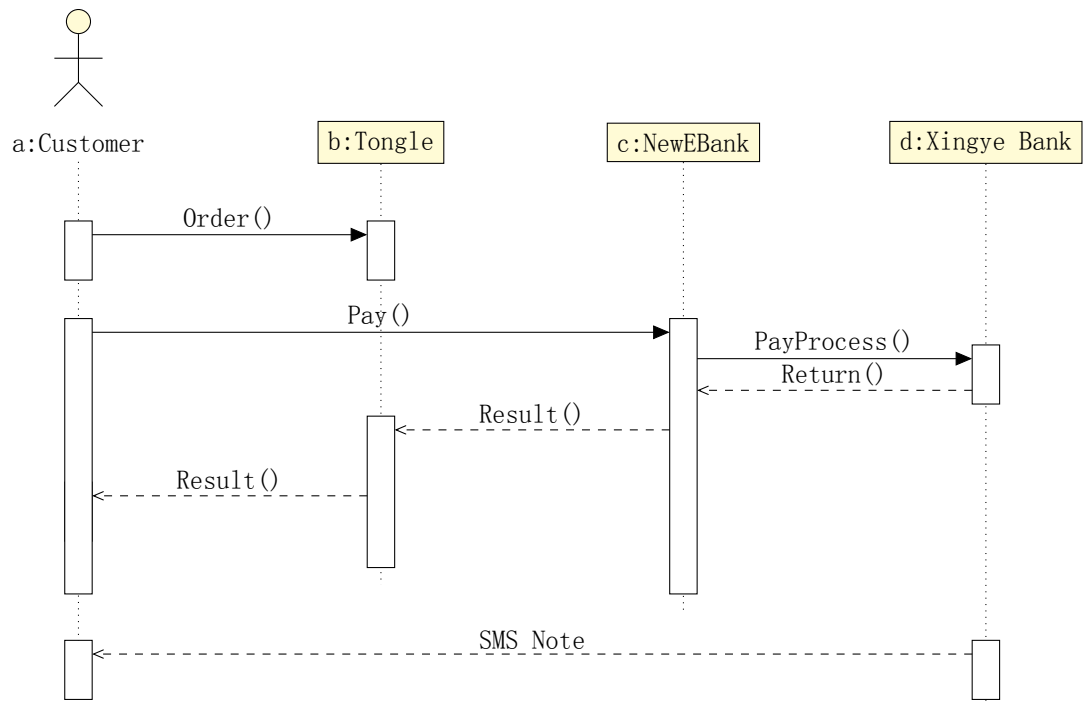 a:Customer
b:Tongle
c:NewEBank
d:Xingye Bank
Order()
Pay()
PayProcess()
Return()
Result()
Result()
SMS Note